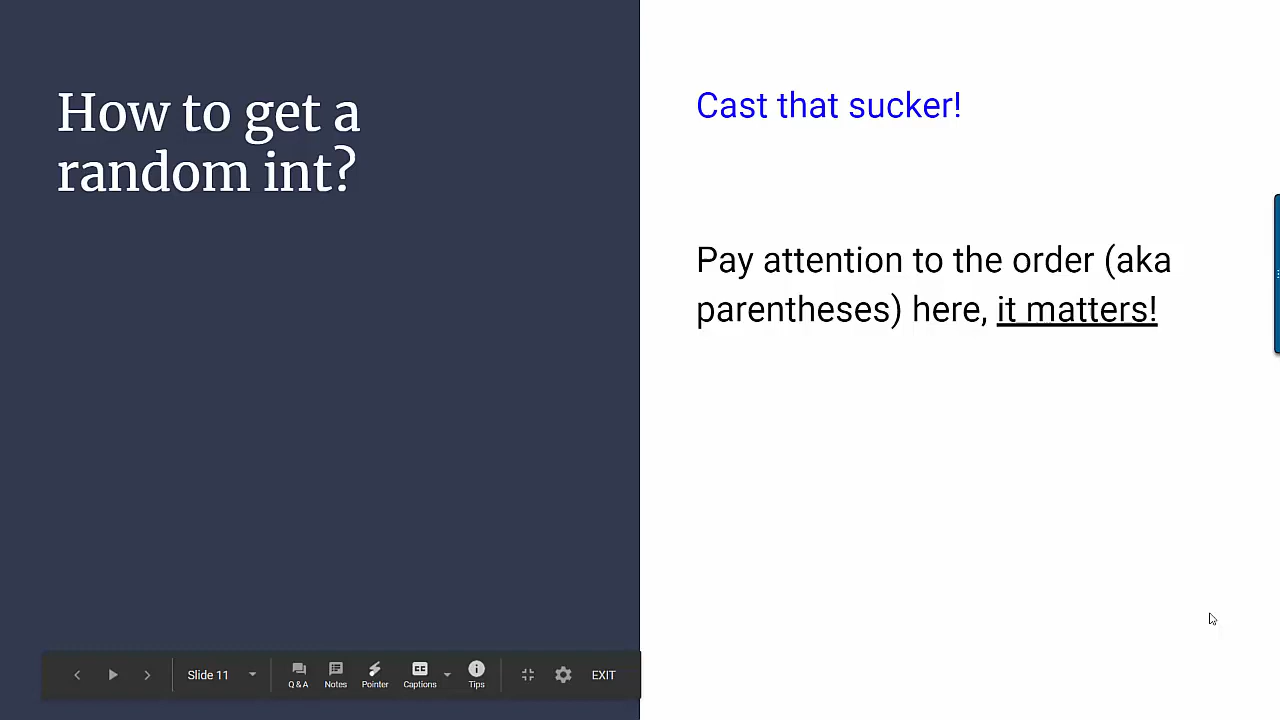 How to get a
random int?
Cast that sucker!
Pay attention to the order (aka
parentheses) here, it matters!
Slide 11
Q & A
Notes
Pointer
Captions
Tips
EXIT